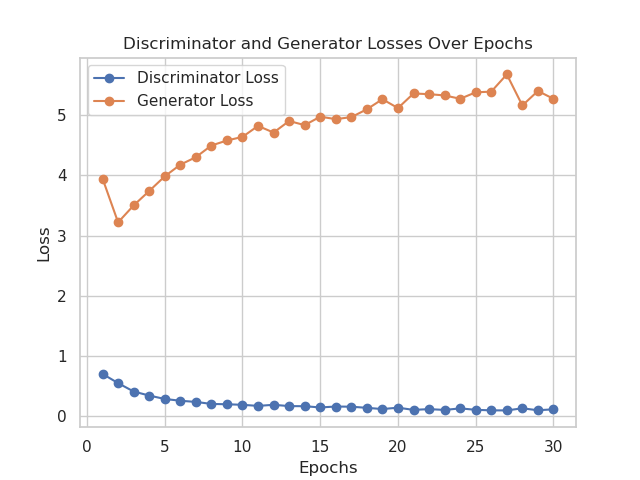 Discriminator and Generator Losses Over Epochs
Discriminator Loss
Generator Loss
5
4
3
2
1
0
Loss
0 5 10 15 20 25 30
Epochs